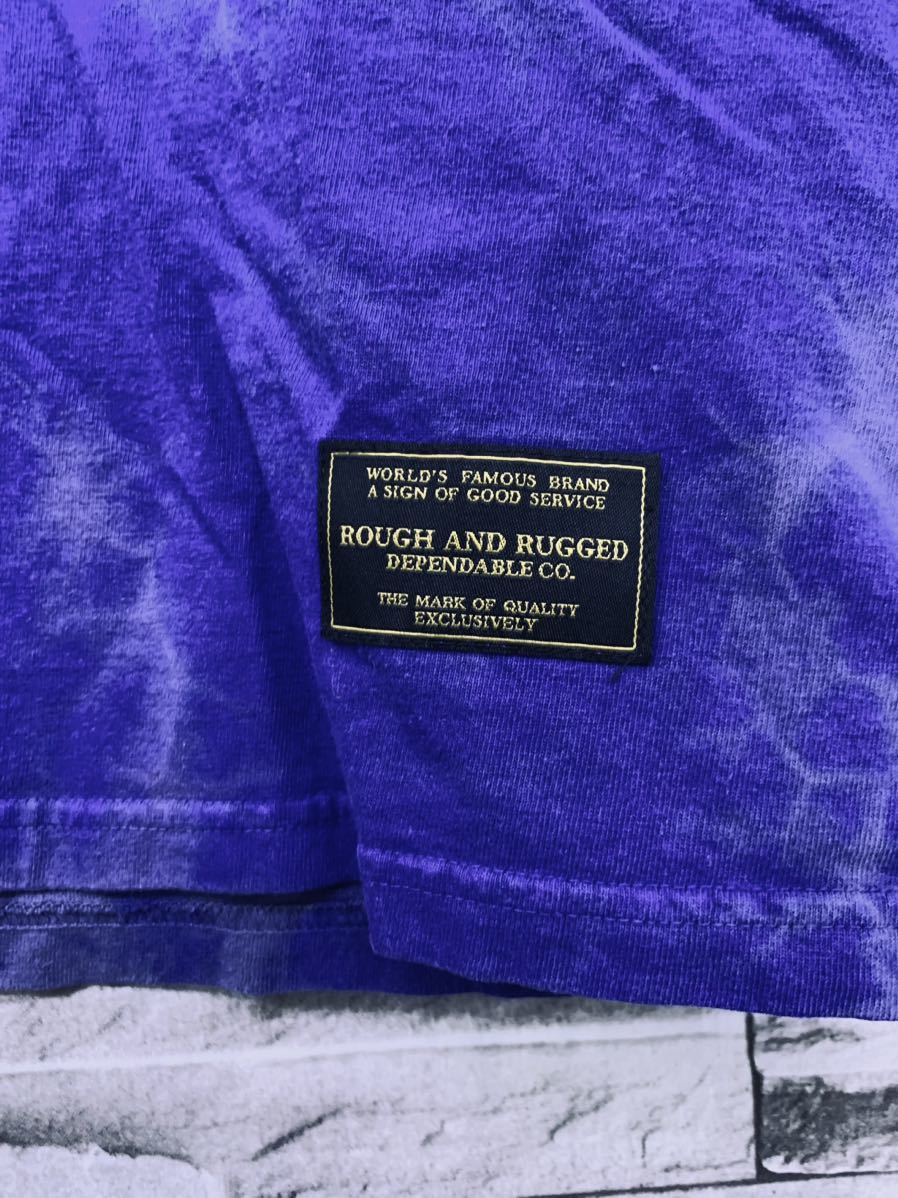 WORLD'S FAMOUS BRAND
A SIGN OF GOOD SERVICE
ROUGH AND RUGGED
DEPENDABLE CO.
THE MARK OF QUALITY
EXCLUSIVELY